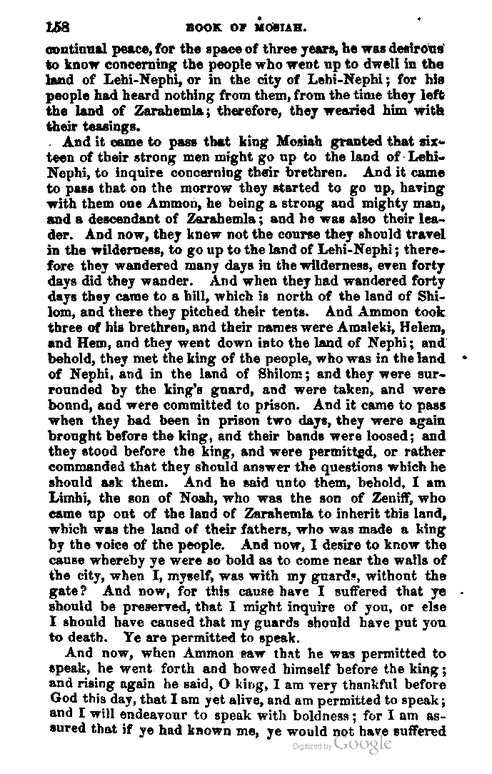 158 BOOK OF MOSIAH.
continual peace, for the space of three years, he was desirous
to know concerning the people who went up to dwell in the
land of Lehi-Nephi, or in the city of Lehi-Nephi; for his
people had heard nothing from them, from the time they left
the land of Zarahemla; therefore, they wearied him with
their teasings.
And it came to pass that king Mosiah granted that six-
teen of their strong men might go up to the land of Lehi-
Nephi, to inquire concerning their brethren. And it came
to pass that on the morrow they started to go up, having
with them one Ammon, he being a strong and mighty man,
and a descendant of Zarahemla; and he was also their lea-
der. And now, they knew not the course they should travel
in the wilderness, to go up to the land of Lehi-Nephi; there-
fore they wandered many days in the wilderness, even forty
days did they wander. And when they had wandered forty
days they came to a hill, which is north of the land of Shi-
lom, and there they pitched their tents. And Ammon took
three of his brethren, and their names were Amaleki, Helem,
and Hem, and they went down into the land of Nephi; and
behold, they met the king of the people, who was in the land
of Nephi, and in the land of Shilom; and they were sur-
rounded by the king's guard, and were taken, and were
bound, and were committed to prison. And it came to pass
when they had been in prison two days, they were again
brought before the king, and their bands were loosed; and
they stood before the king, and were permitted, or rather
commanded that they should answer the questions which he
should ask them. And he said unto them, behold, I am
Limhi, the son of Noah, who was the son of Zeniff, who
came up out of the land of Zarahemla to inherit this land,
which was the land of their fathers, who was made a king
by the voice of the people. And now, I desire to know the
cause whereby ye were so bold as to come near the walls of
the city, when I, myself, was with my guards, without the
gate? And now, for this cause have I suffered that ye
should be preserved, that I might inquire of you, or else
I should have caused that my guards should have put you
to death. Ye are permitted to speak.
And now, when Ammon saw that he was permitted to
speak, he went forth and bowed himself before the king;
and rising again he said, O king, I am very thankful before
God this day, that I am yet alive, and am permitted to speak;
and I will endeavour to speak with boldness; for I am as-
sured that if ye had known me, ye would not have suffered
Digitized by Google